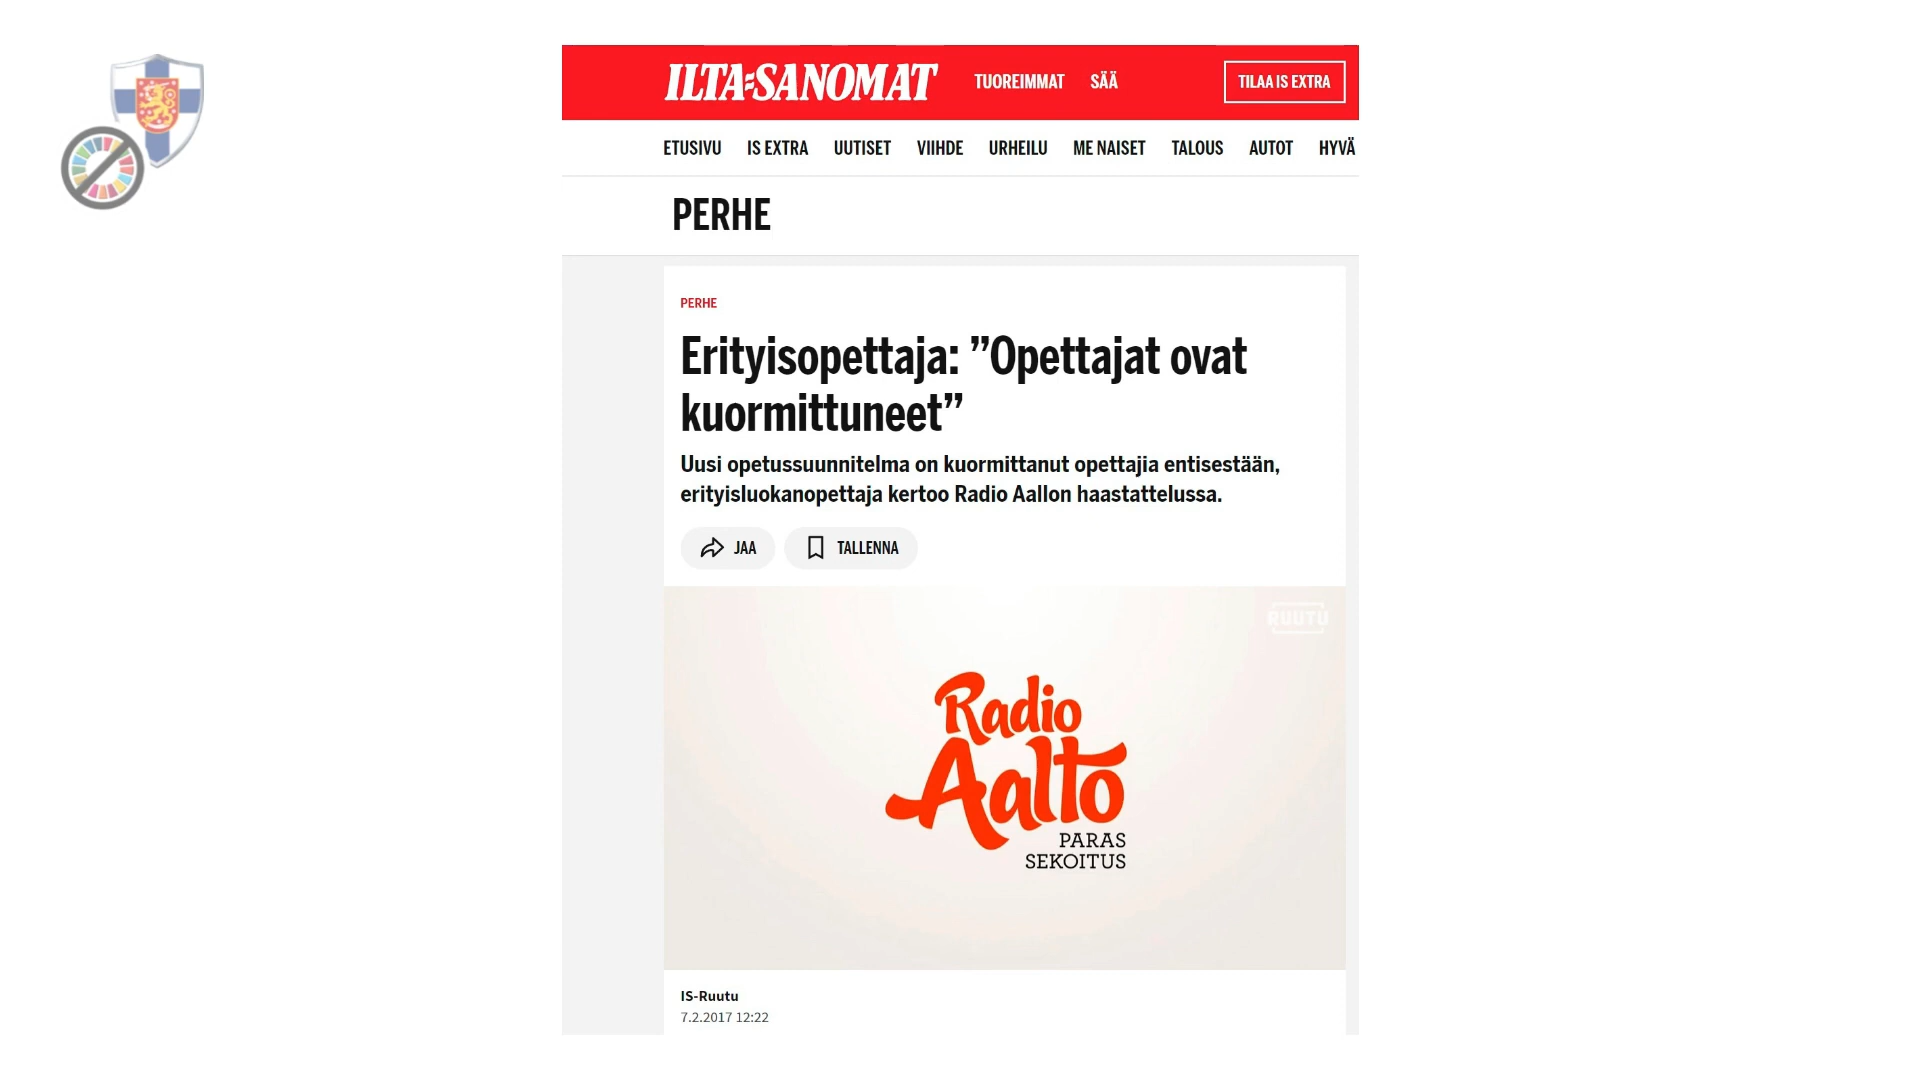 ILTA-SANOMAT TUOREIMMAT SÄÄ TILAA IS EXTRA
ETUSIVU IS EXTRA UUTISET VIIHDE URHEILU ME NAISET TALOUS AUTOT HYVÄ
PERHE
PERHE
Erityisopettaja: ”Opettajat ovat
kuormittuneet”
Uusi opetussuunnitelma on kuormittanut opettajia entisestään,
erityisluokanopettaja kertoo Radio Aallon haastattelussa.
JAA TALLENNA
RUUTU
Radio
Aalto
PARAS
SEKOITUS
IS-Ruutu
7.2.2017 12:22